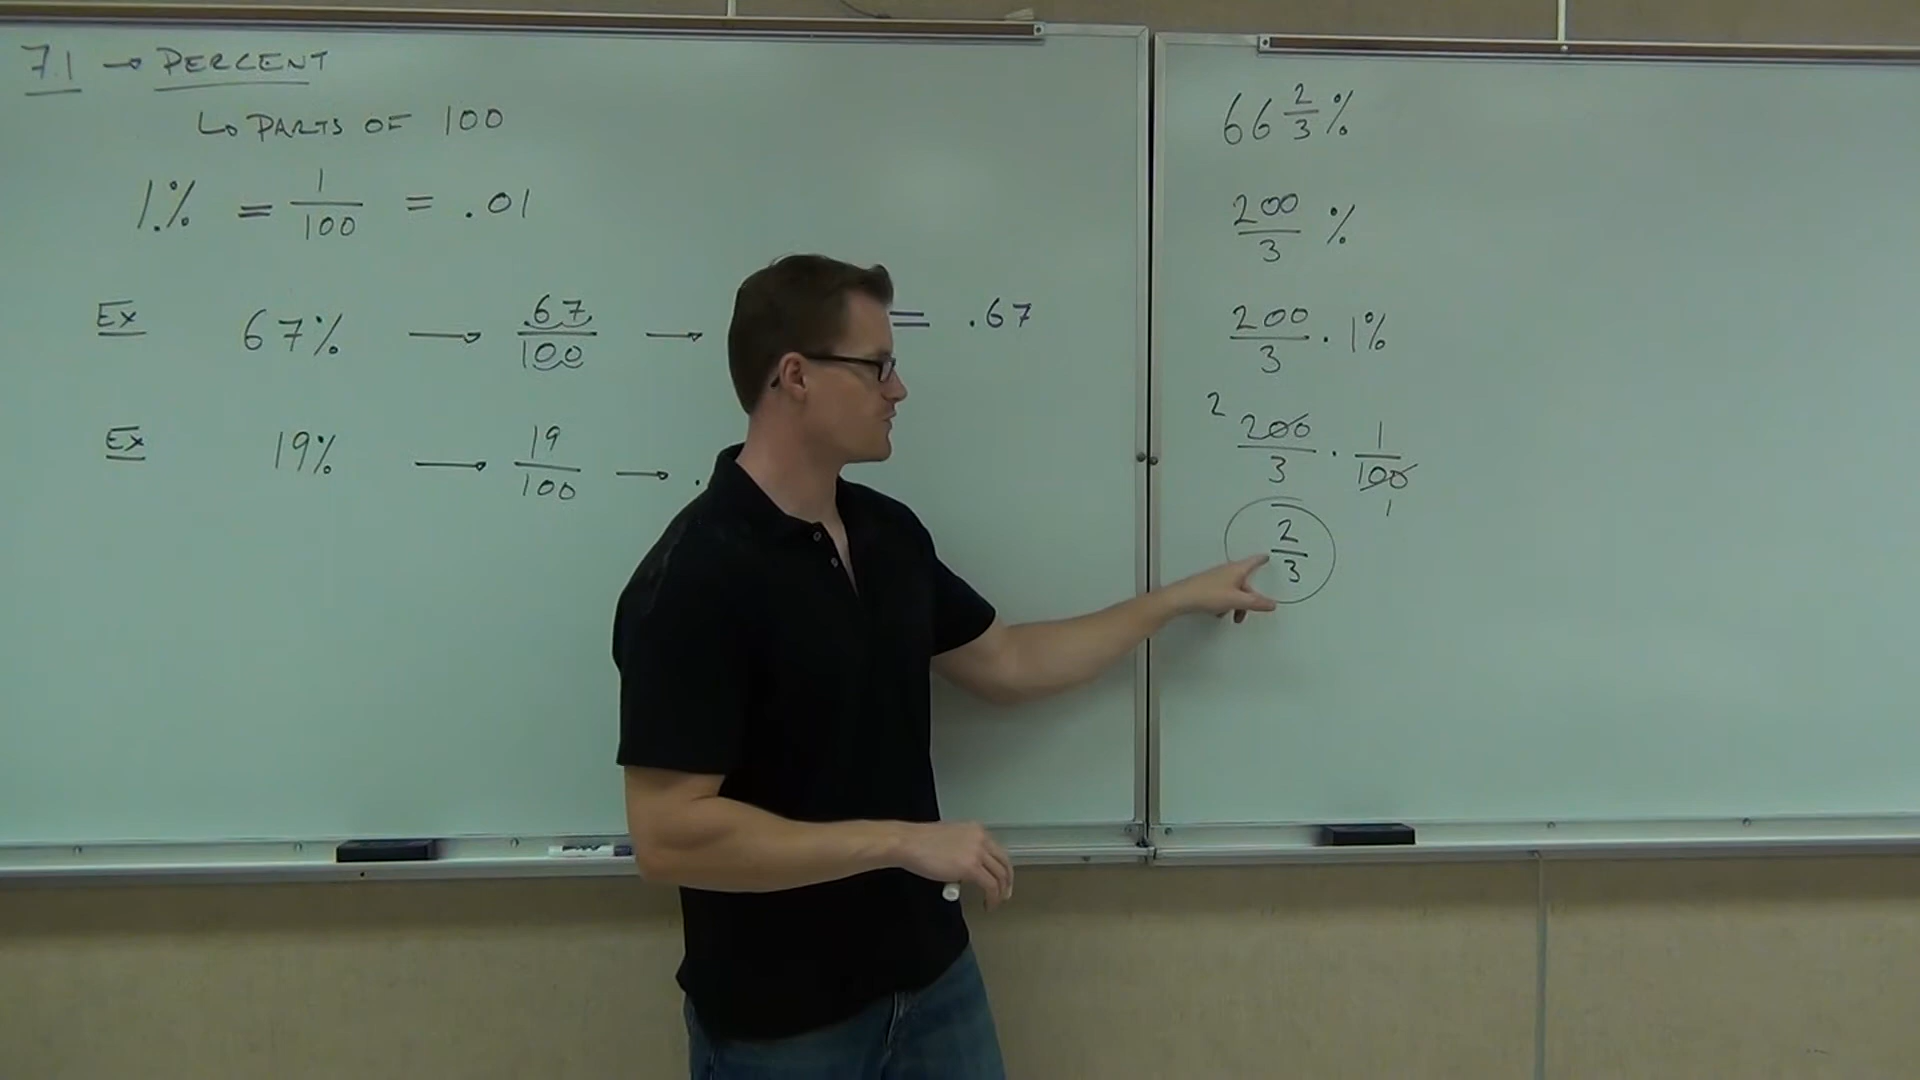 7.1 → PERCENT
↳ PARTS OF 100
1.% = 1/100 = .01
Ex 67% → .67./100 → = .67
Ex 19% → 19/100 → .
66 2/3 %
200/3 %
200/3 · 1%
2 200/3 · 1/100 1
2/3